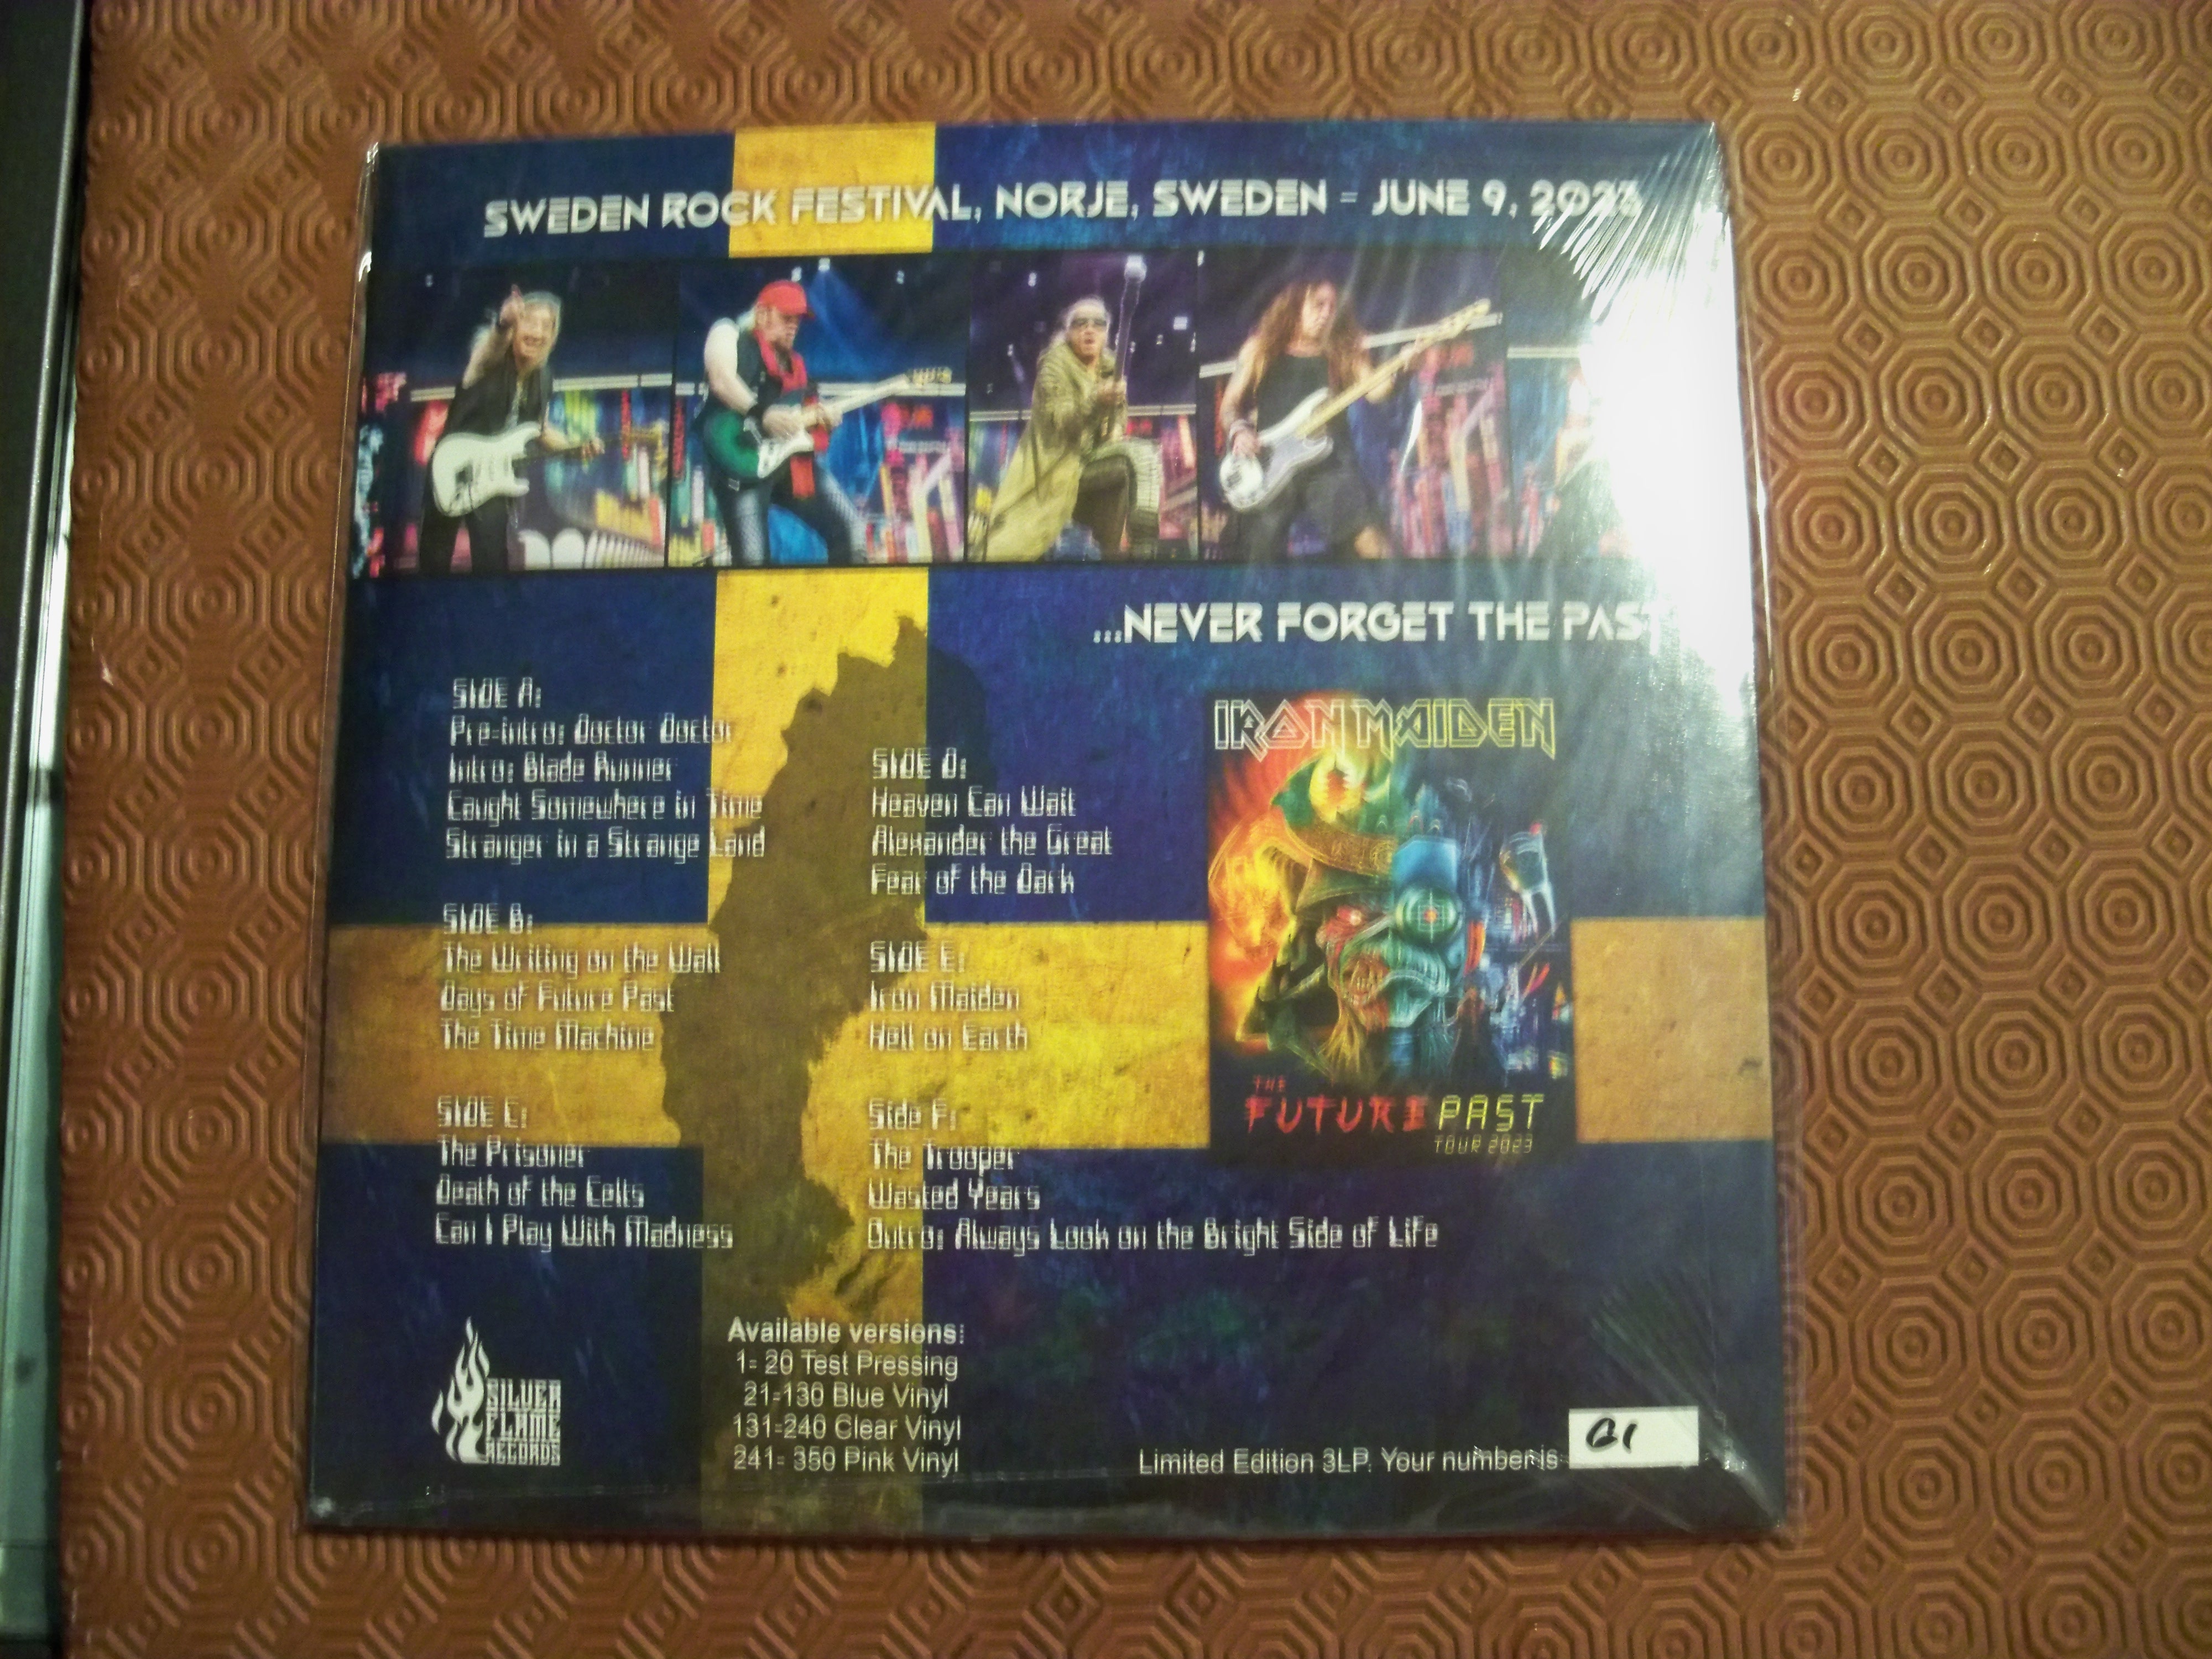 SWEDEN ROCK FESTIVAL, NORJE, SWEDEN - JUNE 9, 2023
...NEVER FORGET THE PAST
SIDE A:
Pre-intro: Doctor Doctor
Intro: Blade Runner
Caught Somewhere in Time
Stranger in a Strange Land
SIDE B:
The Writing on the Wall
Days of Future Past
The Time Machine
SIDE C:
The Prisoner
Death of the Celts
Can I Play With Madness
SIDE D:
Heaven Can Wait
Alexander the Great
Fear of the Dark
SIDE E:
Iron Maiden
Hell on Earth
Side F:
The Trooper
Wasted Years
Outro: Always Look on the Bright Side of Life
IRON MAIDEN
THE
FUTURE PAST
TOUR 2023
SILVER
FLAME
RECORDS
Available versions:
1- 20 Test Pressing
21-130 Blue Vinyl
131-240 Clear Vinyl
241- 350 Pink Vinyl
Limited Edition 3LP. Your number is